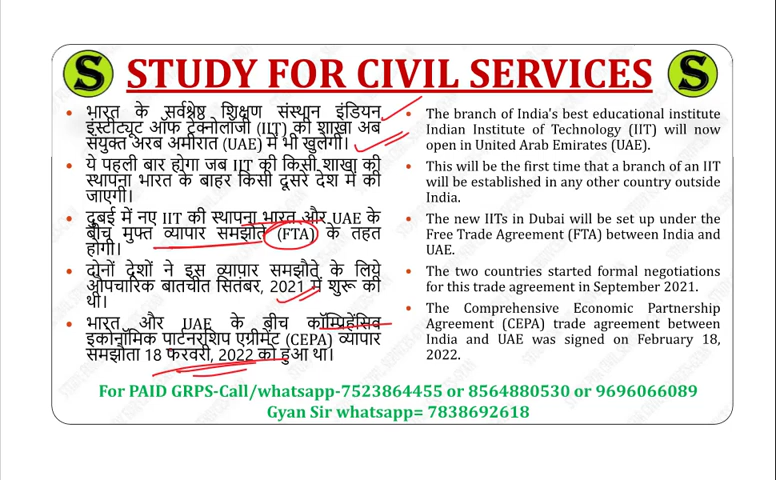 S STUDY FOR CIVIL SERVICES S
• भारत के सर्वश्रेष्ठ शिक्षण संस्थान इंडियन
इंस्टीट्यूट ऑफ टेक्नोलॉजी (IIT) की शाखा अब
संयुक्त अरब अमीरात (UAE) में भी खुलेगी।
• ये पहली बार होगा जब IIT की किसी शाखा की
स्थापना भारत के बाहर किसी दूसरे देश में की
जाएगी।
• दुबई में नए IIT की स्थापना भारत और UAE के
बीच मुफ्त व्यापार समझौते (FTA) के तहत
होगी।
• दोनों देशों ने इस व्यापार समझौते के लिये
औपचारिक बातचीत सितंबर, 2021 में शुरू की
थी।
• भारत और UAE के बीच कॉम्प्रिहेंसिव
इकोनॉमिक पार्टनरशिप एग्रीमेंट (CEPA) व्यापार
समझौता 18 फरवरी, 2022 को हुआ था।
• The branch of India's best educational institute
Indian Institute of Technology (IIT) will now
open in United Arab Emirates (UAE).
• This will be the first time that a branch of an IIT
will be established in any other country outside
India.
• The new IITs in Dubai will be set up under the
Free Trade Agreement (FTA) between India and
UAE.
• The two countries started formal negotiations
for this trade agreement in September 2021.
• The Comprehensive Economic Partnership
Agreement (CEPA) trade agreement between
India and UAE was signed on February 18,
2022.
For PAID GRPS-Call/whatsapp-7523864455 or 8564880530 or 9696066089
Gyan Sir whatsapp= 7838692618